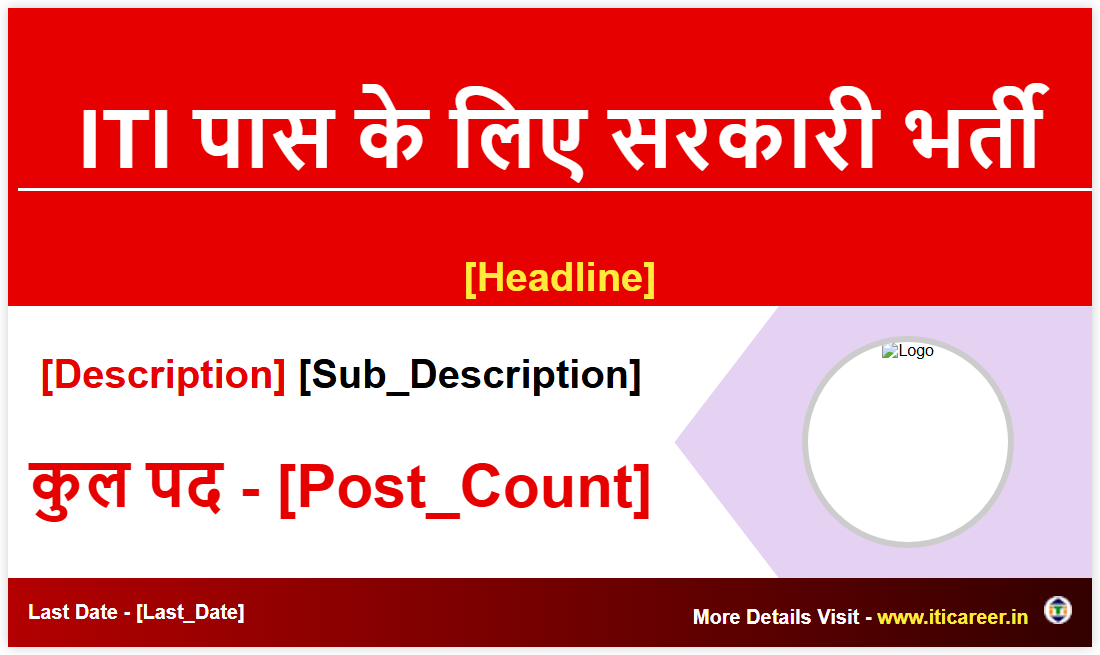 ITI पास के लिए सरकारी भर्ती
[Headline]
[Description] [Sub_Description]
Logo
कुल पद - [Post_Count]
Last Date - [Last_Date]
More Details Visit - www.iticareer.in